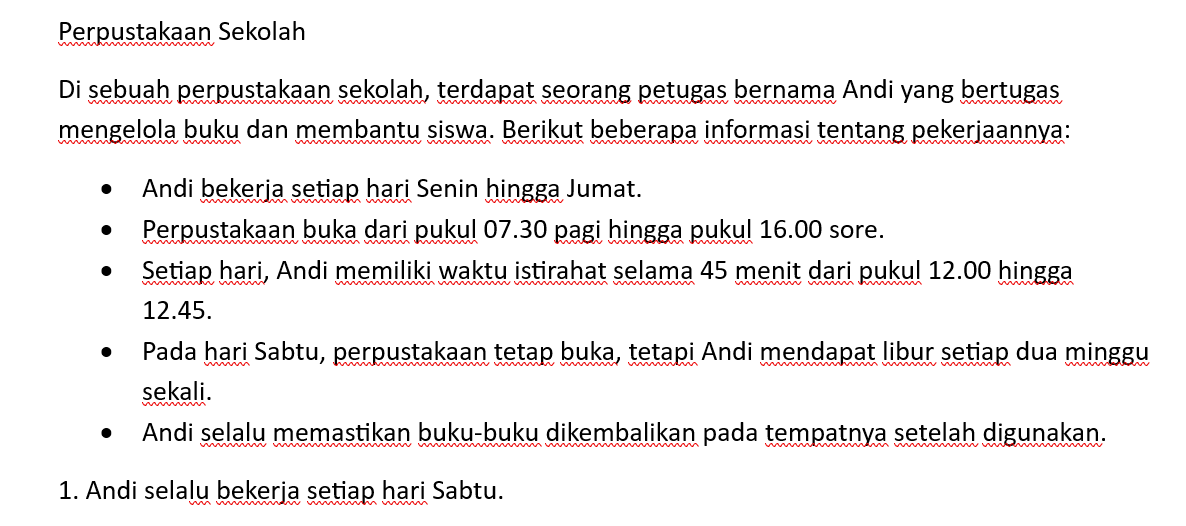 Perpustakaan Sekolah
Di sebuah perpustakaan sekolah, terdapat seorang petugas bernama Andi yang bertugas
mengelola buku dan membantu siswa. Berikut beberapa informasi tentang pekerjaannya:
• Andi bekerja setiap hari Senin hingga Jumat.
• Perpustakaan buka dari pukul 07.30 pagi hingga pukul 16.00 sore.
• Setiap hari, Andi memiliki waktu istirahat selama 45 menit dari pukul 12.00 hingga
12.45.
• Pada hari Sabtu, perpustakaan tetap buka, tetapi Andi mendapat libur setiap dua minggu
sekali.
• Andi selalu memastikan buku-buku dikembalikan pada tempatnya setelah digunakan.
1. Andi selalu bekerja setiap hari Sabtu.